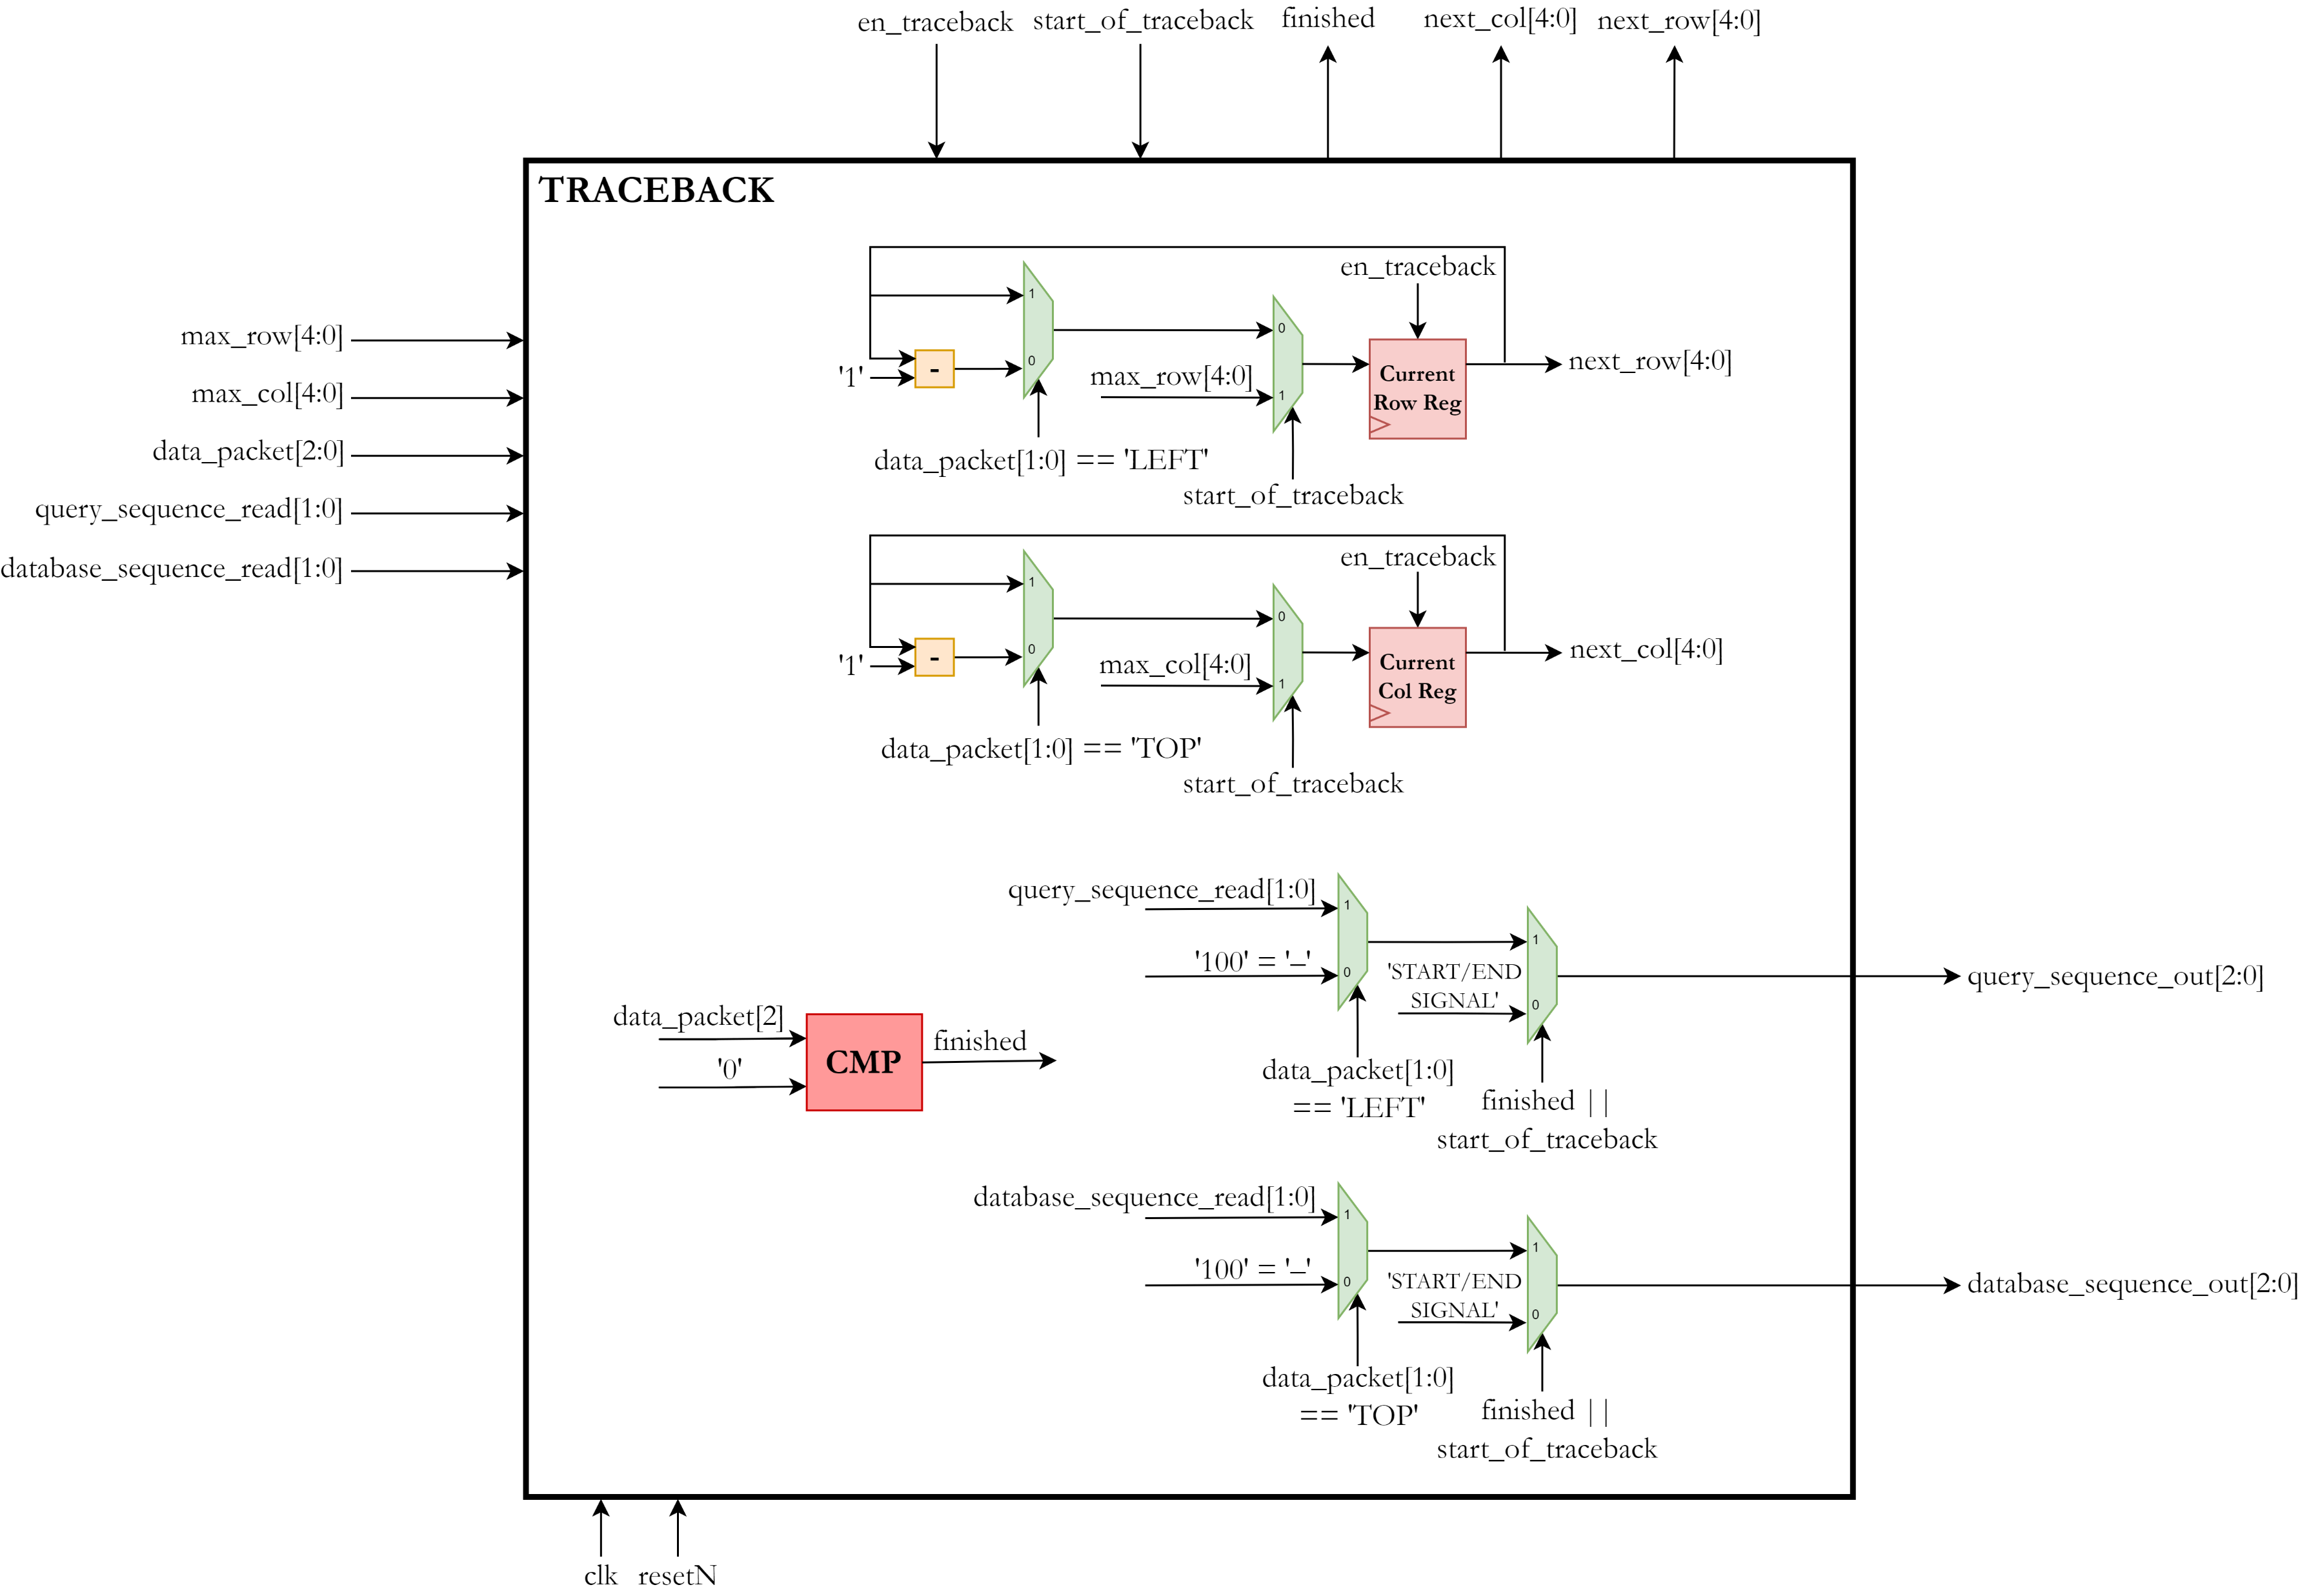 en_traceback
start_of_traceback
finished
next_col[4:0]
next_row[4:0]
TRACEBACK
max_row[4:0]
max_col[4:0]
data_packet[2:0]
query_sequence_read[1:0]
database_sequence_read[1:0]
en_traceback
1
0
'1'
-
max_row[4:0]
0
1
Current
Row Reg
next_row[4:0]
data_packet[1:0] == 'LEFT'
start_of_traceback
en_traceback
1
0
'1'
-
max_col[4:0]
0
1
Current
Col Reg
next_col[4:0]
data_packet[1:0] == 'TOP'
start_of_traceback
query_sequence_read[1:0]
1
'100' = '–'
0
'START/END
SIGNAL'
1
0
query_sequence_out[2:0]
data_packet[1:0]
== 'LEFT'
finished ||
start_of_traceback
data_packet[2]
'0'
CMP
finished
database_sequence_read[1:0]
1
'100' = '–'
0
'START/END
SIGNAL'
1
0
database_sequence_out[2:0]
data_packet[1:0]
== 'TOP'
finished ||
start_of_traceback
clk
resetN